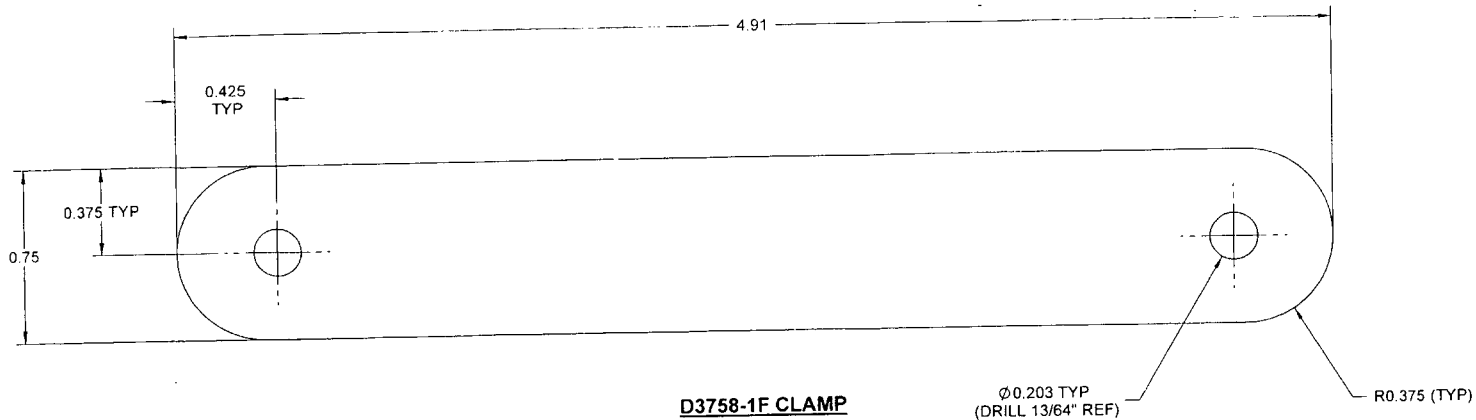 4.91
0.425
TYP
0.375 TYP
0.75
D3758-1F CLAMP
Ø0.203 TYP
(DRILL 13/64" REF)
R0.375 (TYP)